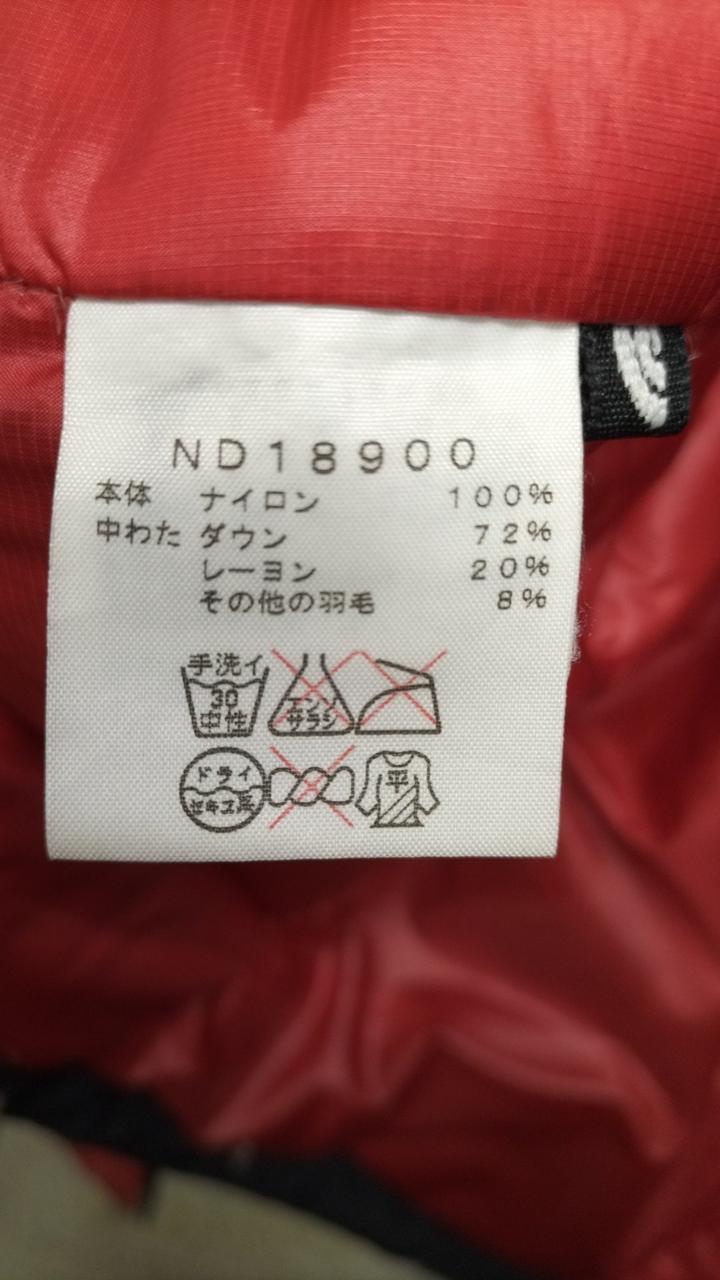 ND18900
本体 ナイロン 100%
中わた ダウン 72%
レーヨン 20%
その他の羽毛 8%
手洗イ
30
中性
エンソ
サラシ
ドライ
セキユ系
平